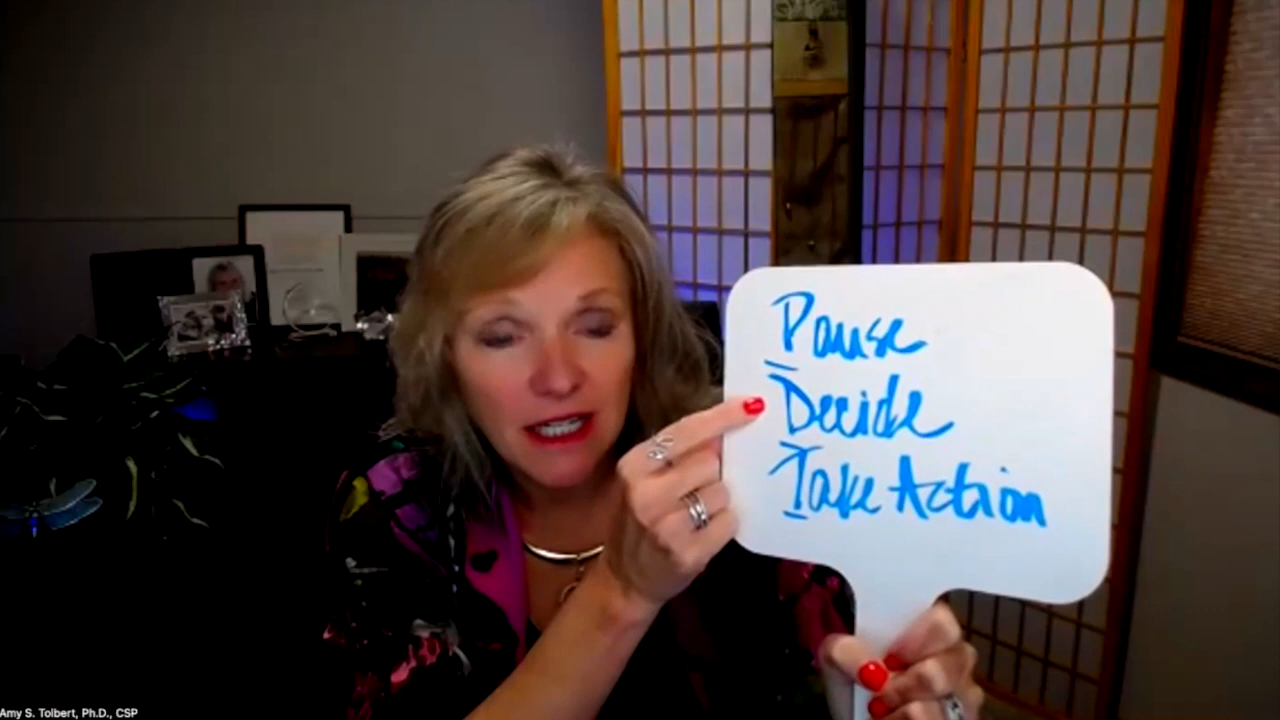 Pause
Decide
Take Action
Amy S. Tolbert, Ph.D., CSP